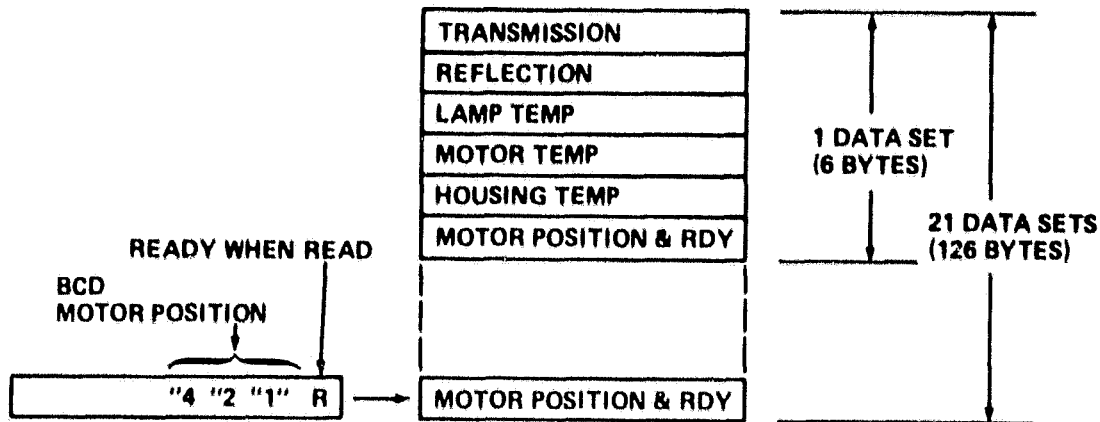 TRANSMISSION
REFLECTION
LAMP TEMP
MOTOR TEMP
HOUSING TEMP
MOTOR POSITION & RDY
1 DATA SET
(6 BYTES)
21 DATA SETS
(126 BYTES)
READY WHEN READ
BCD
MOTOR POSITION
"4 "2 "1" R
MOTOR POSITION & RDY